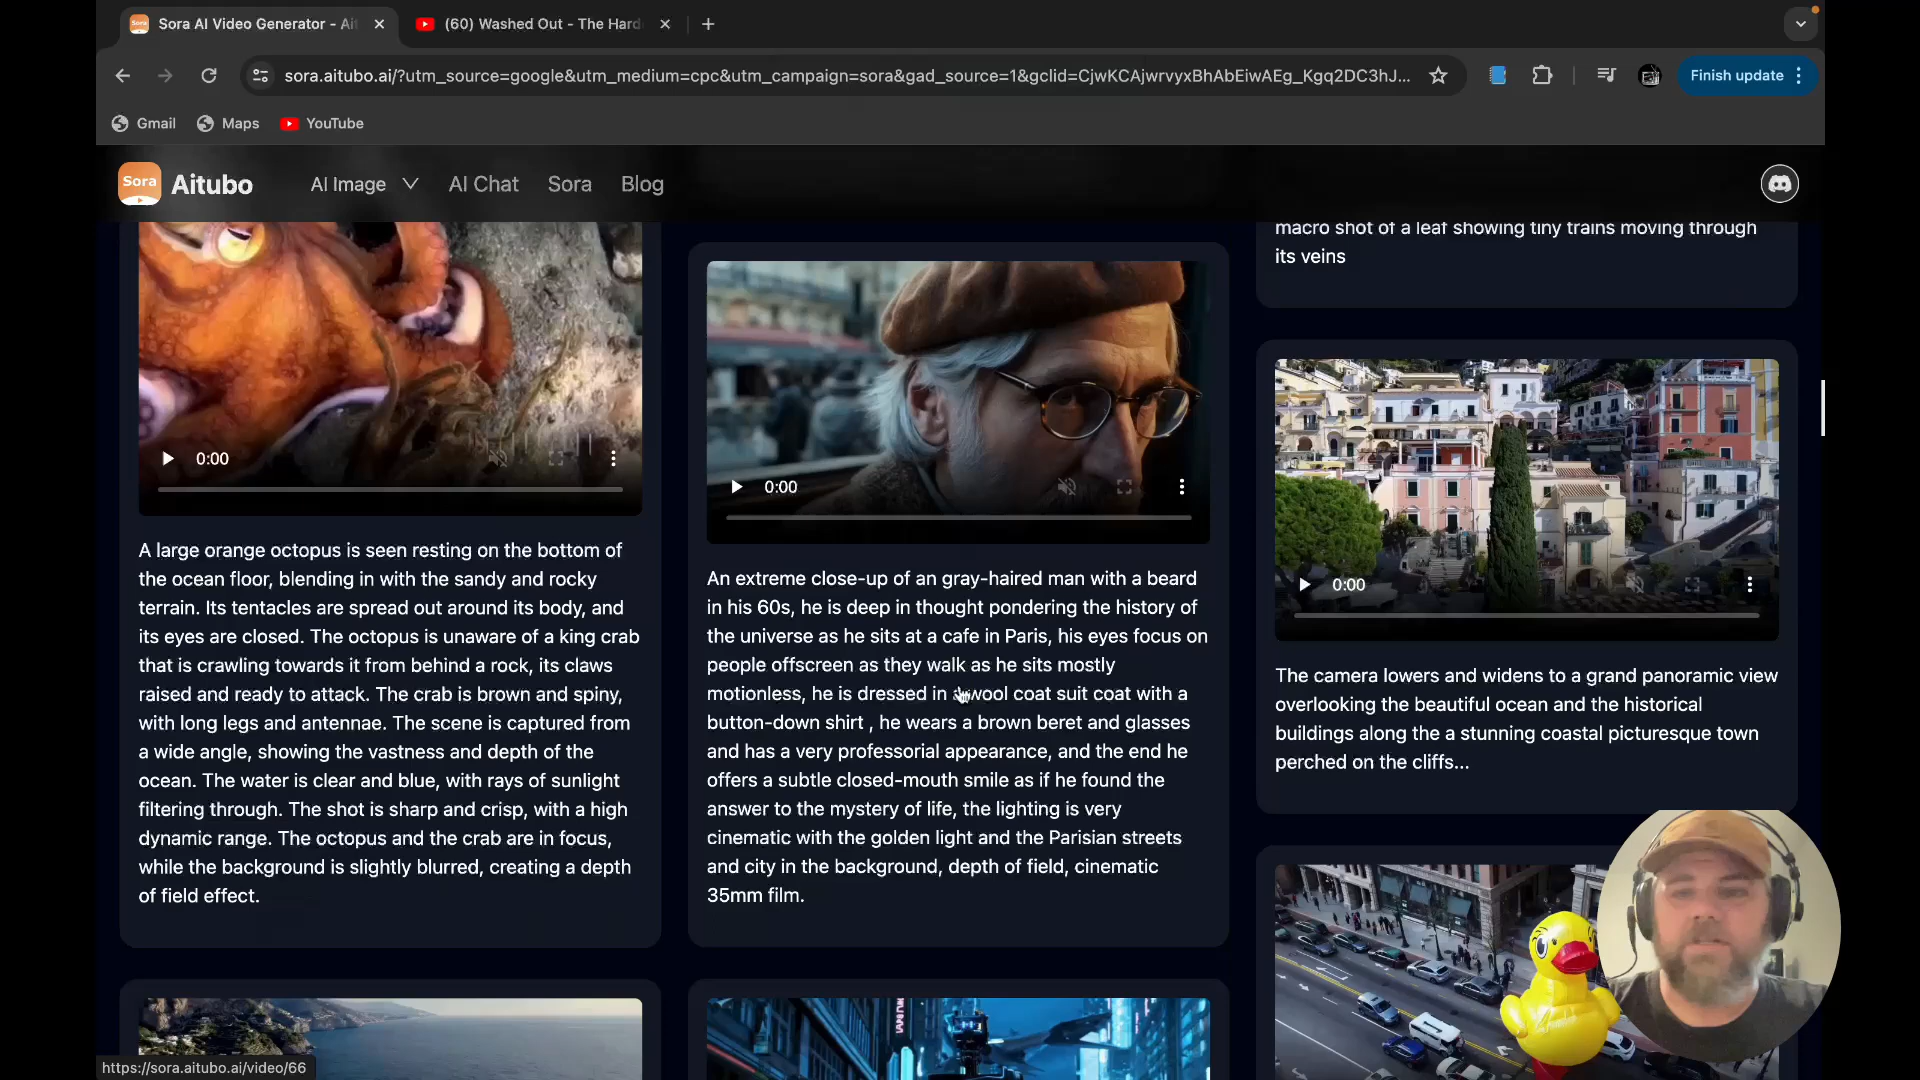 Sora AI Video Generator - Ai
(60) Washed Out - The Hard
sora.aitubo.ai/?utm_source=google&utm_medium=cpc&utm_campaign=sora&gad_source=1&gclid=CjwKCAjwrvyxBhAbEiwAEg_Kgq2DC3hJ...
Finish update
Gmail
Maps
YouTube
Sora
Aitubo
AI Image
AI Chat
Sora
Blog
0:00
A large orange octopus is seen resting on the bottom of
the ocean floor, blending in with the sandy and rocky
terrain. Its tentacles are spread out around its body, and
its eyes are closed. The octopus is unaware of a king crab
that is crawling towards it from behind a rock, its claws
raised and ready to attack. The crab is brown and spiny,
with long legs and antennae. The scene is captured from
a wide angle, showing the vastness and depth of the
ocean. The water is clear and blue, with rays of sunlight
filtering through. The shot is sharp and crisp, with a high
dynamic range. The octopus and the crab are in focus,
while the background is slightly blurred, creating a depth
of field effect.
0:00
An extreme close-up of an gray-haired man with a beard
in his 60s, he is deep in thought pondering the history of
the universe as he sits at a cafe in Paris, his eyes focus on
people offscreen as they walk as he sits mostly
motionless, he is dressed in wool coat suit coat with a
button-down shirt , he wears a brown beret and glasses
and has a very professorial appearance, and the end he
offers a subtle closed-mouth smile as if he found the
answer to the mystery of life, the lighting is very
cinematic with the golden light and the Parisian streets
and city in the background, depth of field, cinematic
35mm film.
macro shot of a leaf showing tiny trains moving through
its veins
0:00
The camera lowers and widens to a grand panoramic view
overlooking the beautiful ocean and the historical
buildings along the a stunning coastal picturesque town
perched on the cliffs...
https://sora.aitubo.ai/video/66